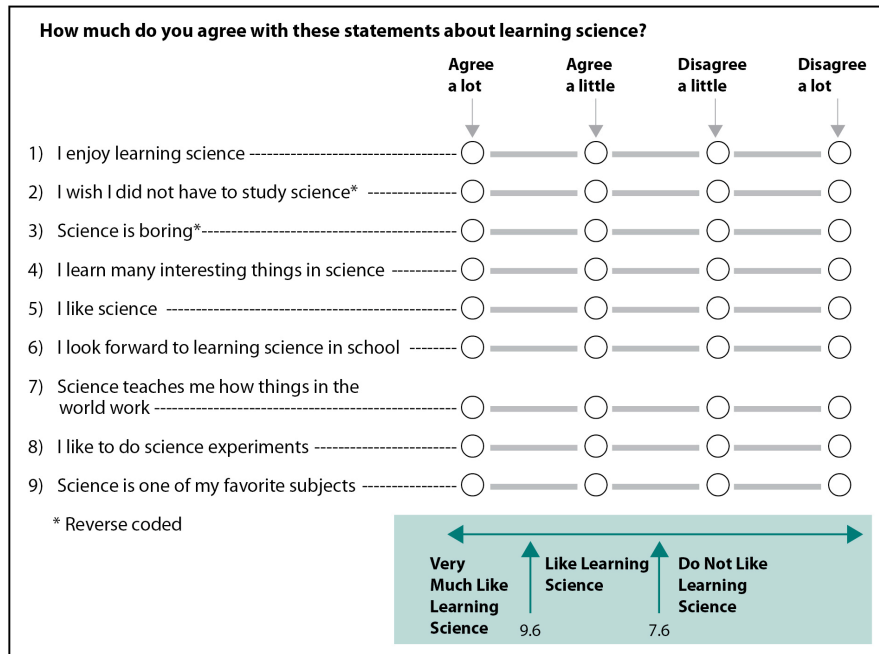 How much do you agree with these statements about learning science?
Agree a lot
Agree a little
Disagree a little
Disagree a lot
1) I enjoy learning science
2) I wish I did not have to study science*
3) Science is boring*
4) I learn many interesting things in science
5) I like science
6) I look forward to learning science in school
7) Science teaches me how things in the
world work
8) I like to do science experiments
9) Science is one of my favorite subjects
* Reverse coded
Very
Much Like
Learning
Science
9.6
Like Learning
Science
7.6
Do Not Like
Learning
Science